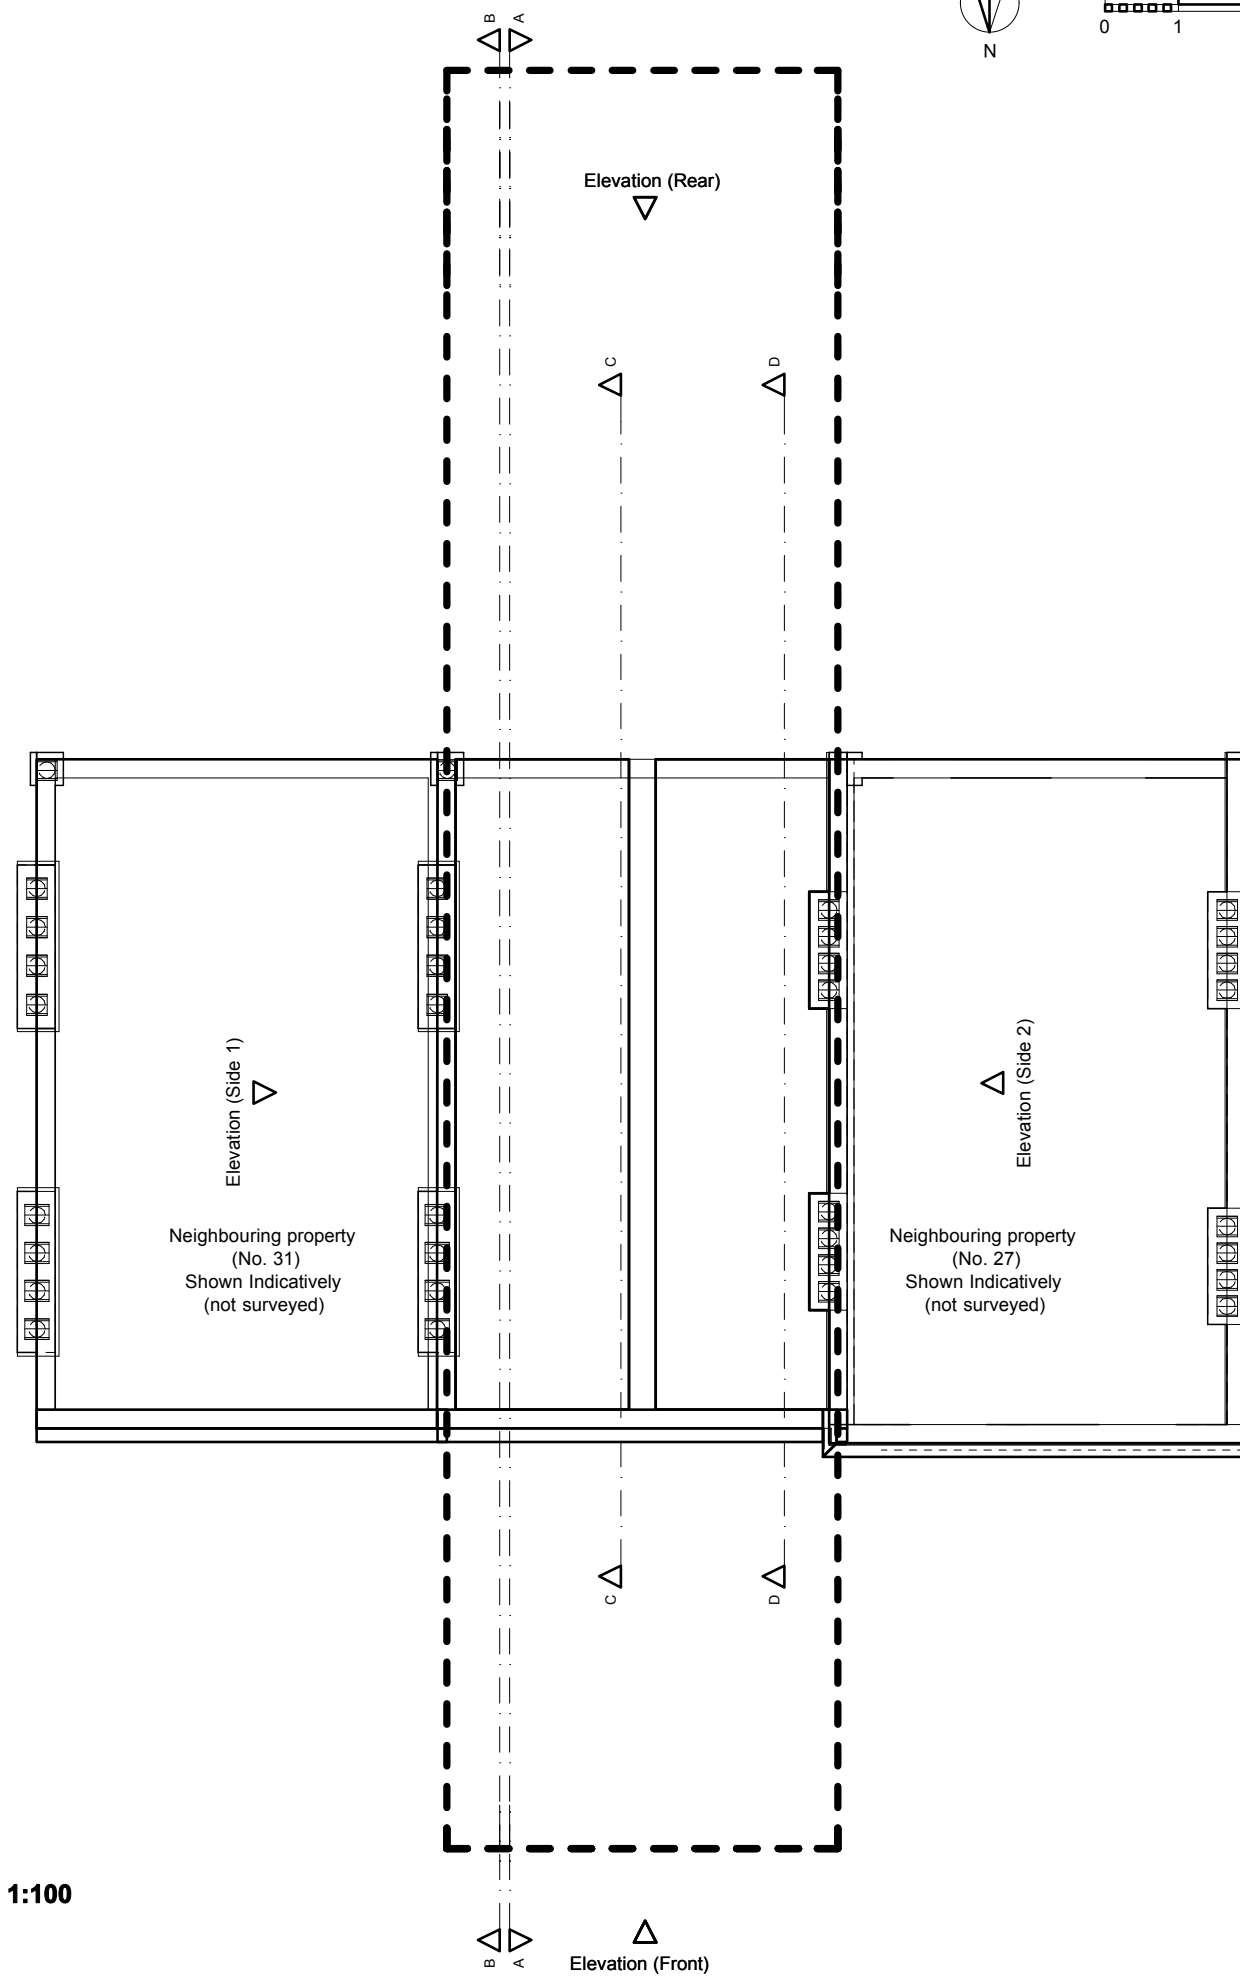 B
A
N
0
1
Elevation (Rear)
C
D
Elevation (Side 1)
Elevation (Side 2)
Neighbouring property
(No. 31)
Shown Indicatively
(not surveyed)
Neighbouring property
(No. 27)
Shown Indicatively
(not surveyed)
C
D
1:100
B
A
Elevation (Front)